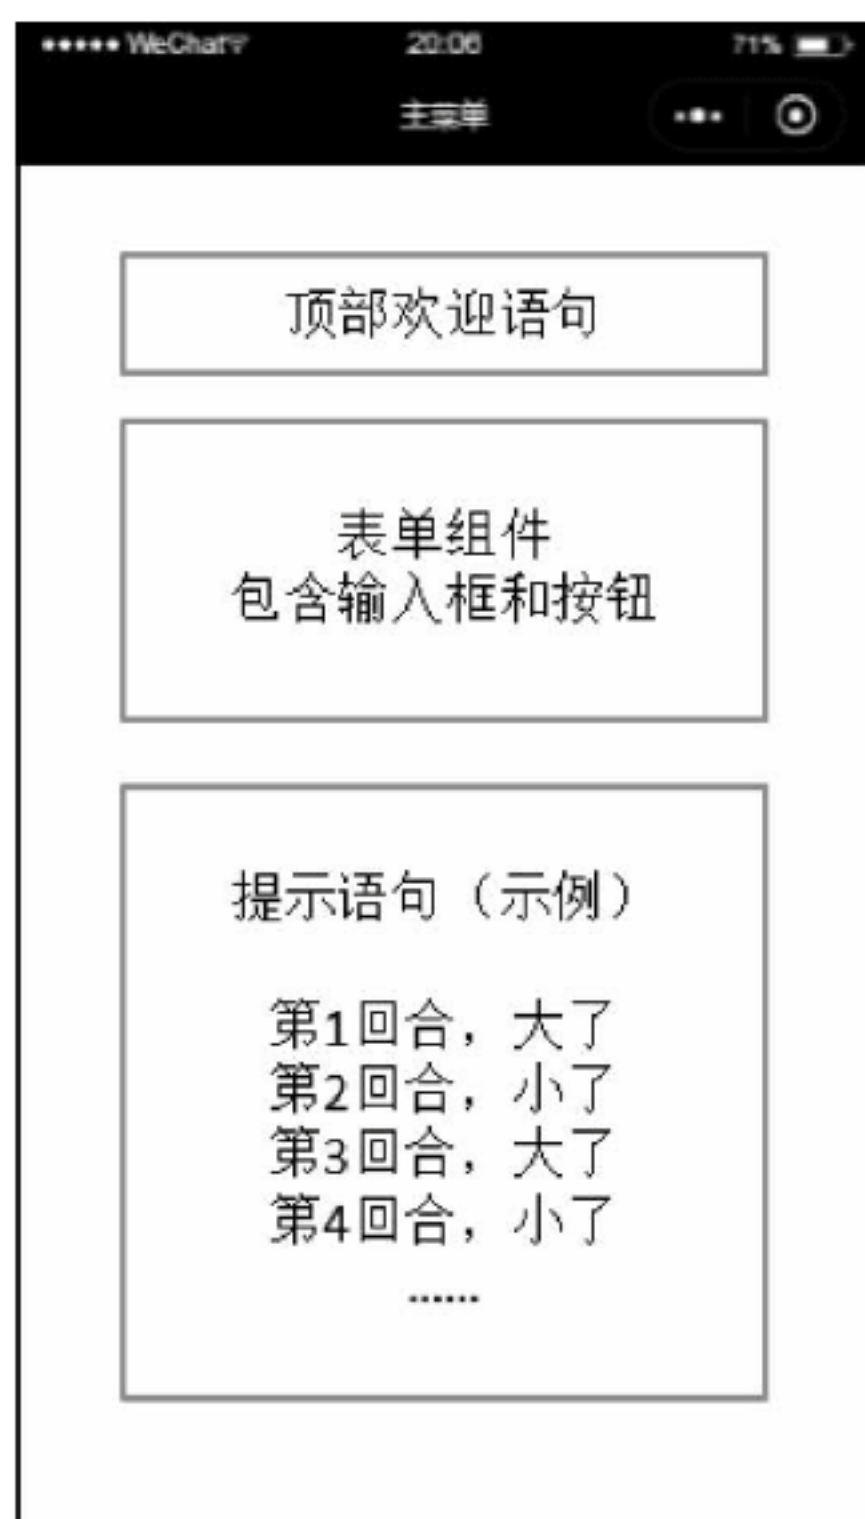 WeChat 20:06 71%
主菜单
顶部欢迎语句
表单组件
包含输入框和按钮
提示语句（示例）
第1回合，大了
第2回合，小了
第3回合，大了
第4回合，小了
……